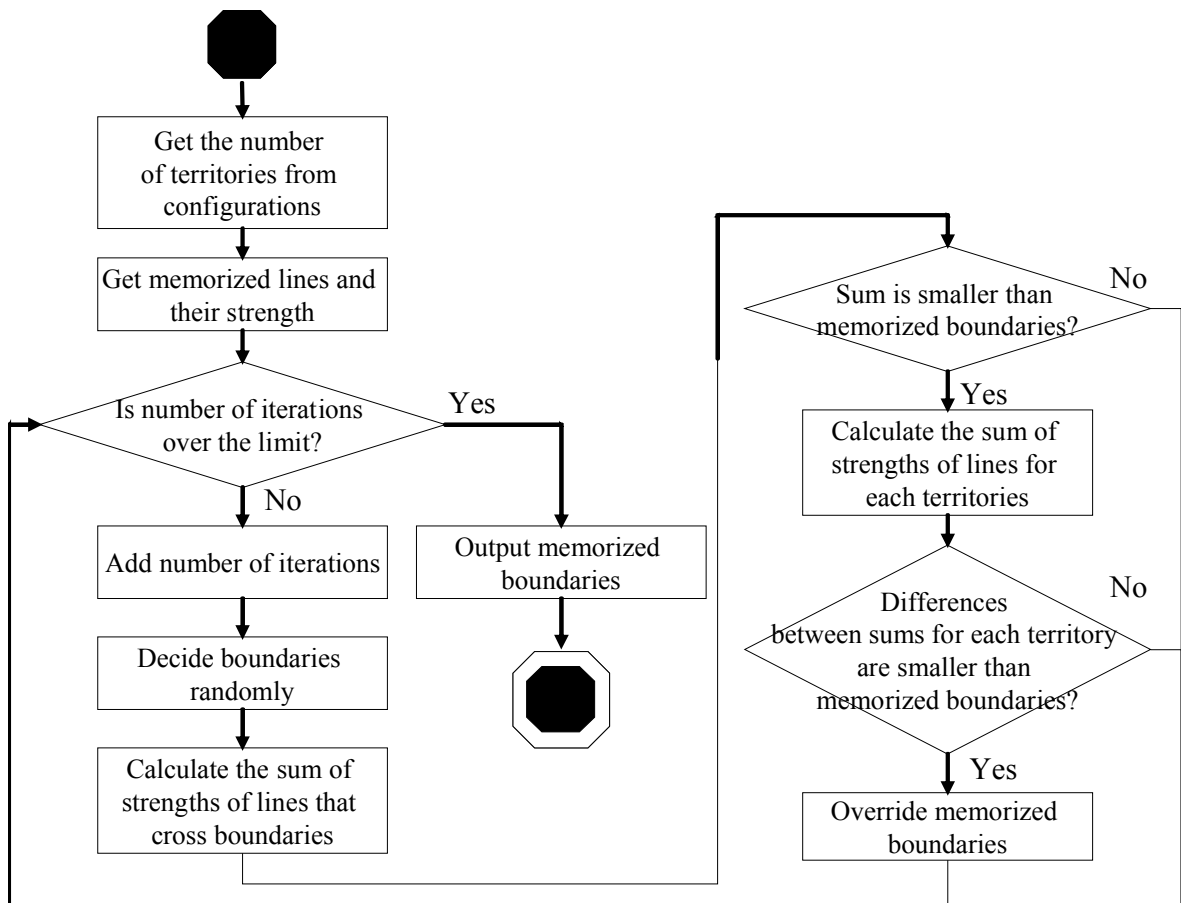 Get the number
of territories from
configurations
Get memorized lines and
their strength
Is number of iterations
over the limit?
Yes
No
Add number of iterations
Decide boundaries
randomly
Calculate the sum of
strengths of lines that
cross boundaries
Output memorized
boundaries
Sum is smaller than
memorized boundaries?
No
Yes
Calculate the sum of
strengths of lines for
each territories
Differences
between sums for each territory
are smaller than
memorized boundaries?
No
Yes
Override memorized
boundaries